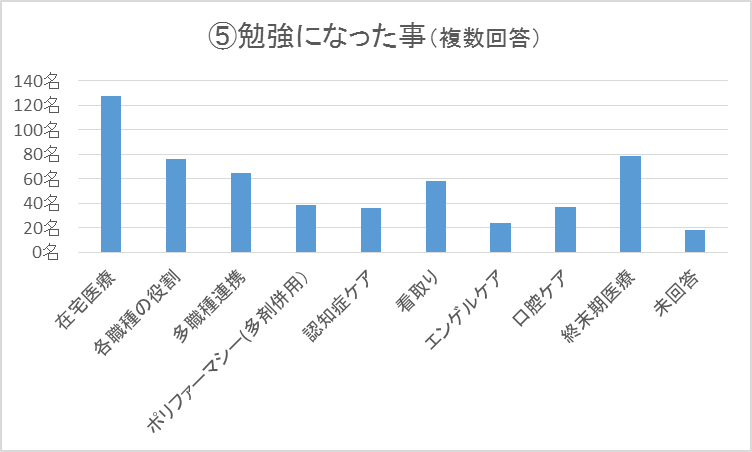 ⑤勉強になった事（複数回答）
140名
120名
100名
80名
60名
40名
20名
0名
在宅医療
各職種の役割
多職種連携
ポリファーマシー(多剤併用)
認知症ケア
看取り
エンゲルケア
口腔ケア
終末期医療
未回答